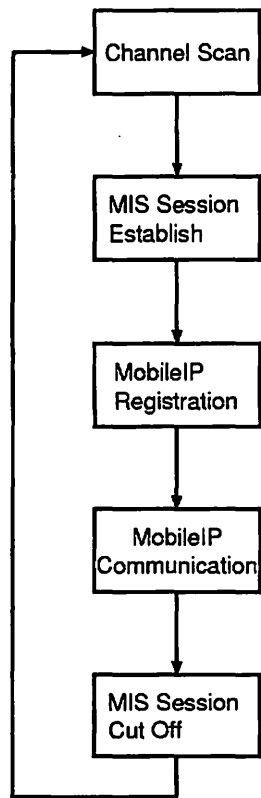 Channel Scan
MIS Session
Establish
MobileIP
Registration
MobileIP
Communication
MIS Session
Cut Off